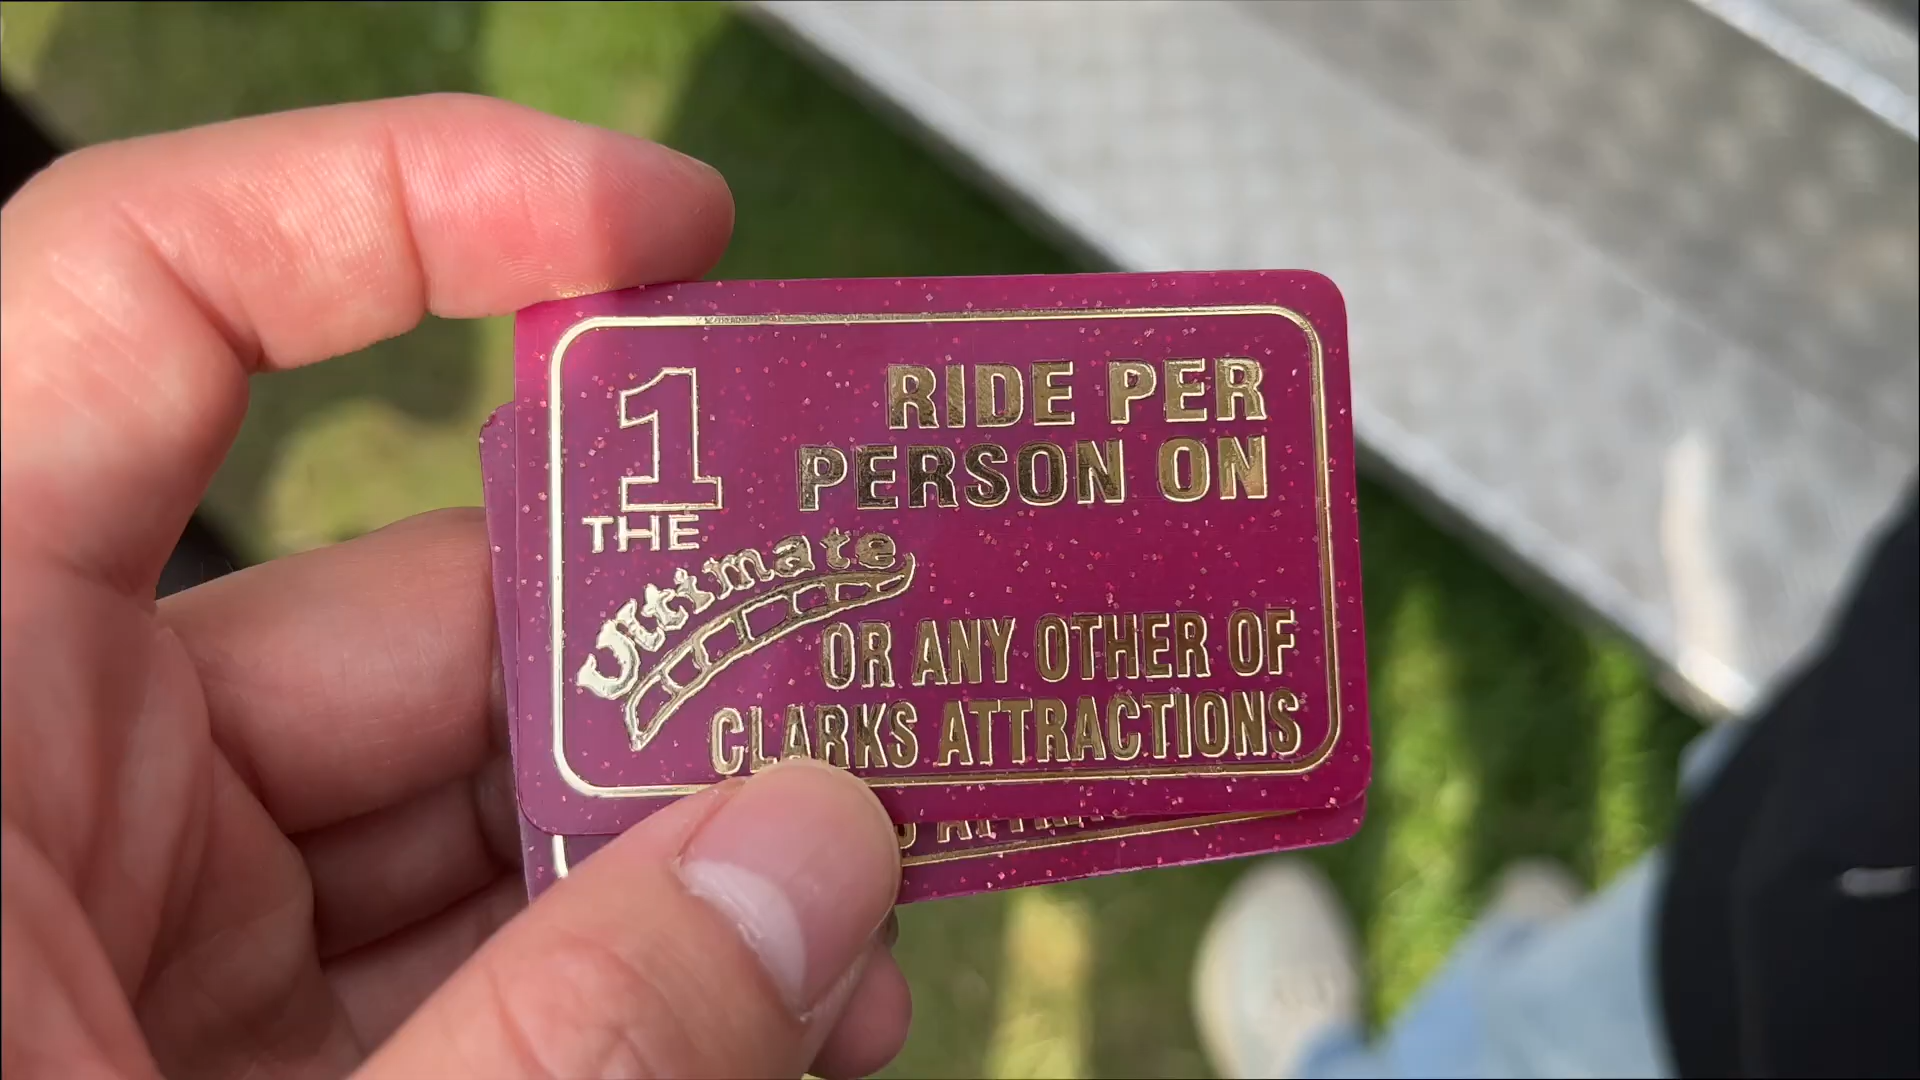 1 RIDE PER
PERSON ON
THE
Ultimate
OR ANY OTHER OF
CLARKS ATTRACTIONS